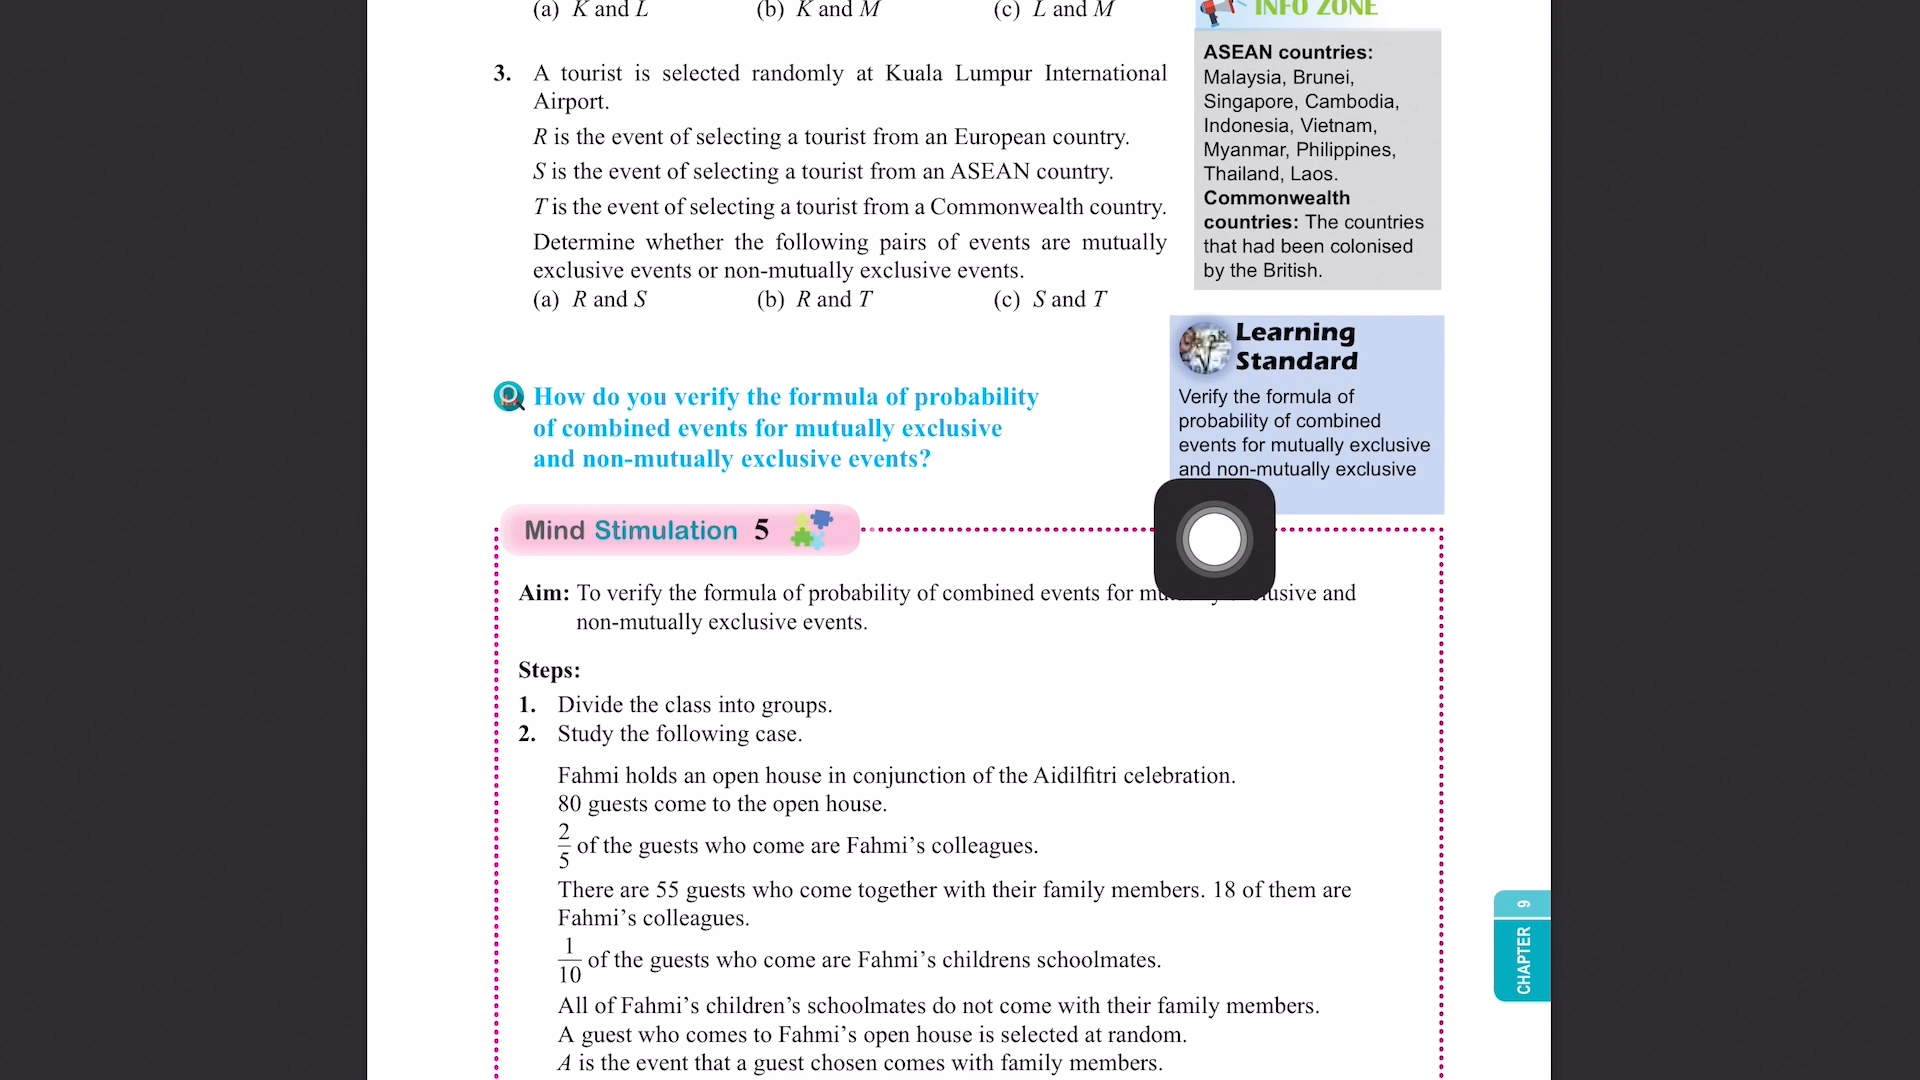 (a) K and L (b) K and M (c) L and M
INFO ZONE
ASEAN countries:
Malaysia, Brunei,
Singapore, Cambodia,
Indonesia, Vietnam,
Myanmar, Philippines,
Thailand, Laos.
Commonwealth
countries: The countries
that had been colonised
by the British.
3. A tourist is selected randomly at Kuala Lumpur International
Airport.
R is the event of selecting a tourist from an European country.
S is the event of selecting a tourist from an ASEAN country.
T is the event of selecting a tourist from a Commonwealth country.
Determine whether the following pairs of events are mutually
exclusive events or non-mutually exclusive events.
(a) R and S (b) R and T (c) S and T
Learning
Standard
Verify the formula of
probability of combined
events for mutually exclusive
and non-mutually exclusive
How do you verify the formula of probability
of combined events for mutually exclusive
and non-mutually exclusive events?
Mind Stimulation 5
Aim: To verify the formula of probability of combined events for and
non-mutually exclusive events.
Steps:
1. Divide the class into groups.
2. Study the following case.
Fahmi holds an open house in conjunction of the Aidilfitri celebration.
80 guests come to the open house.
2/5 of the guests who come are Fahmi's colleagues.
There are 55 guests who come together with their family members. 18 of them are
Fahmi's colleagues.
1/10 of the guests who come are Fahmi's childrens schoolmates.
All of Fahmi's children's schoolmates do not come with their family members.
A guest who comes to Fahmi's open house is selected at random.
A is the event that a guest chosen comes with family members.
CHAPTER 9